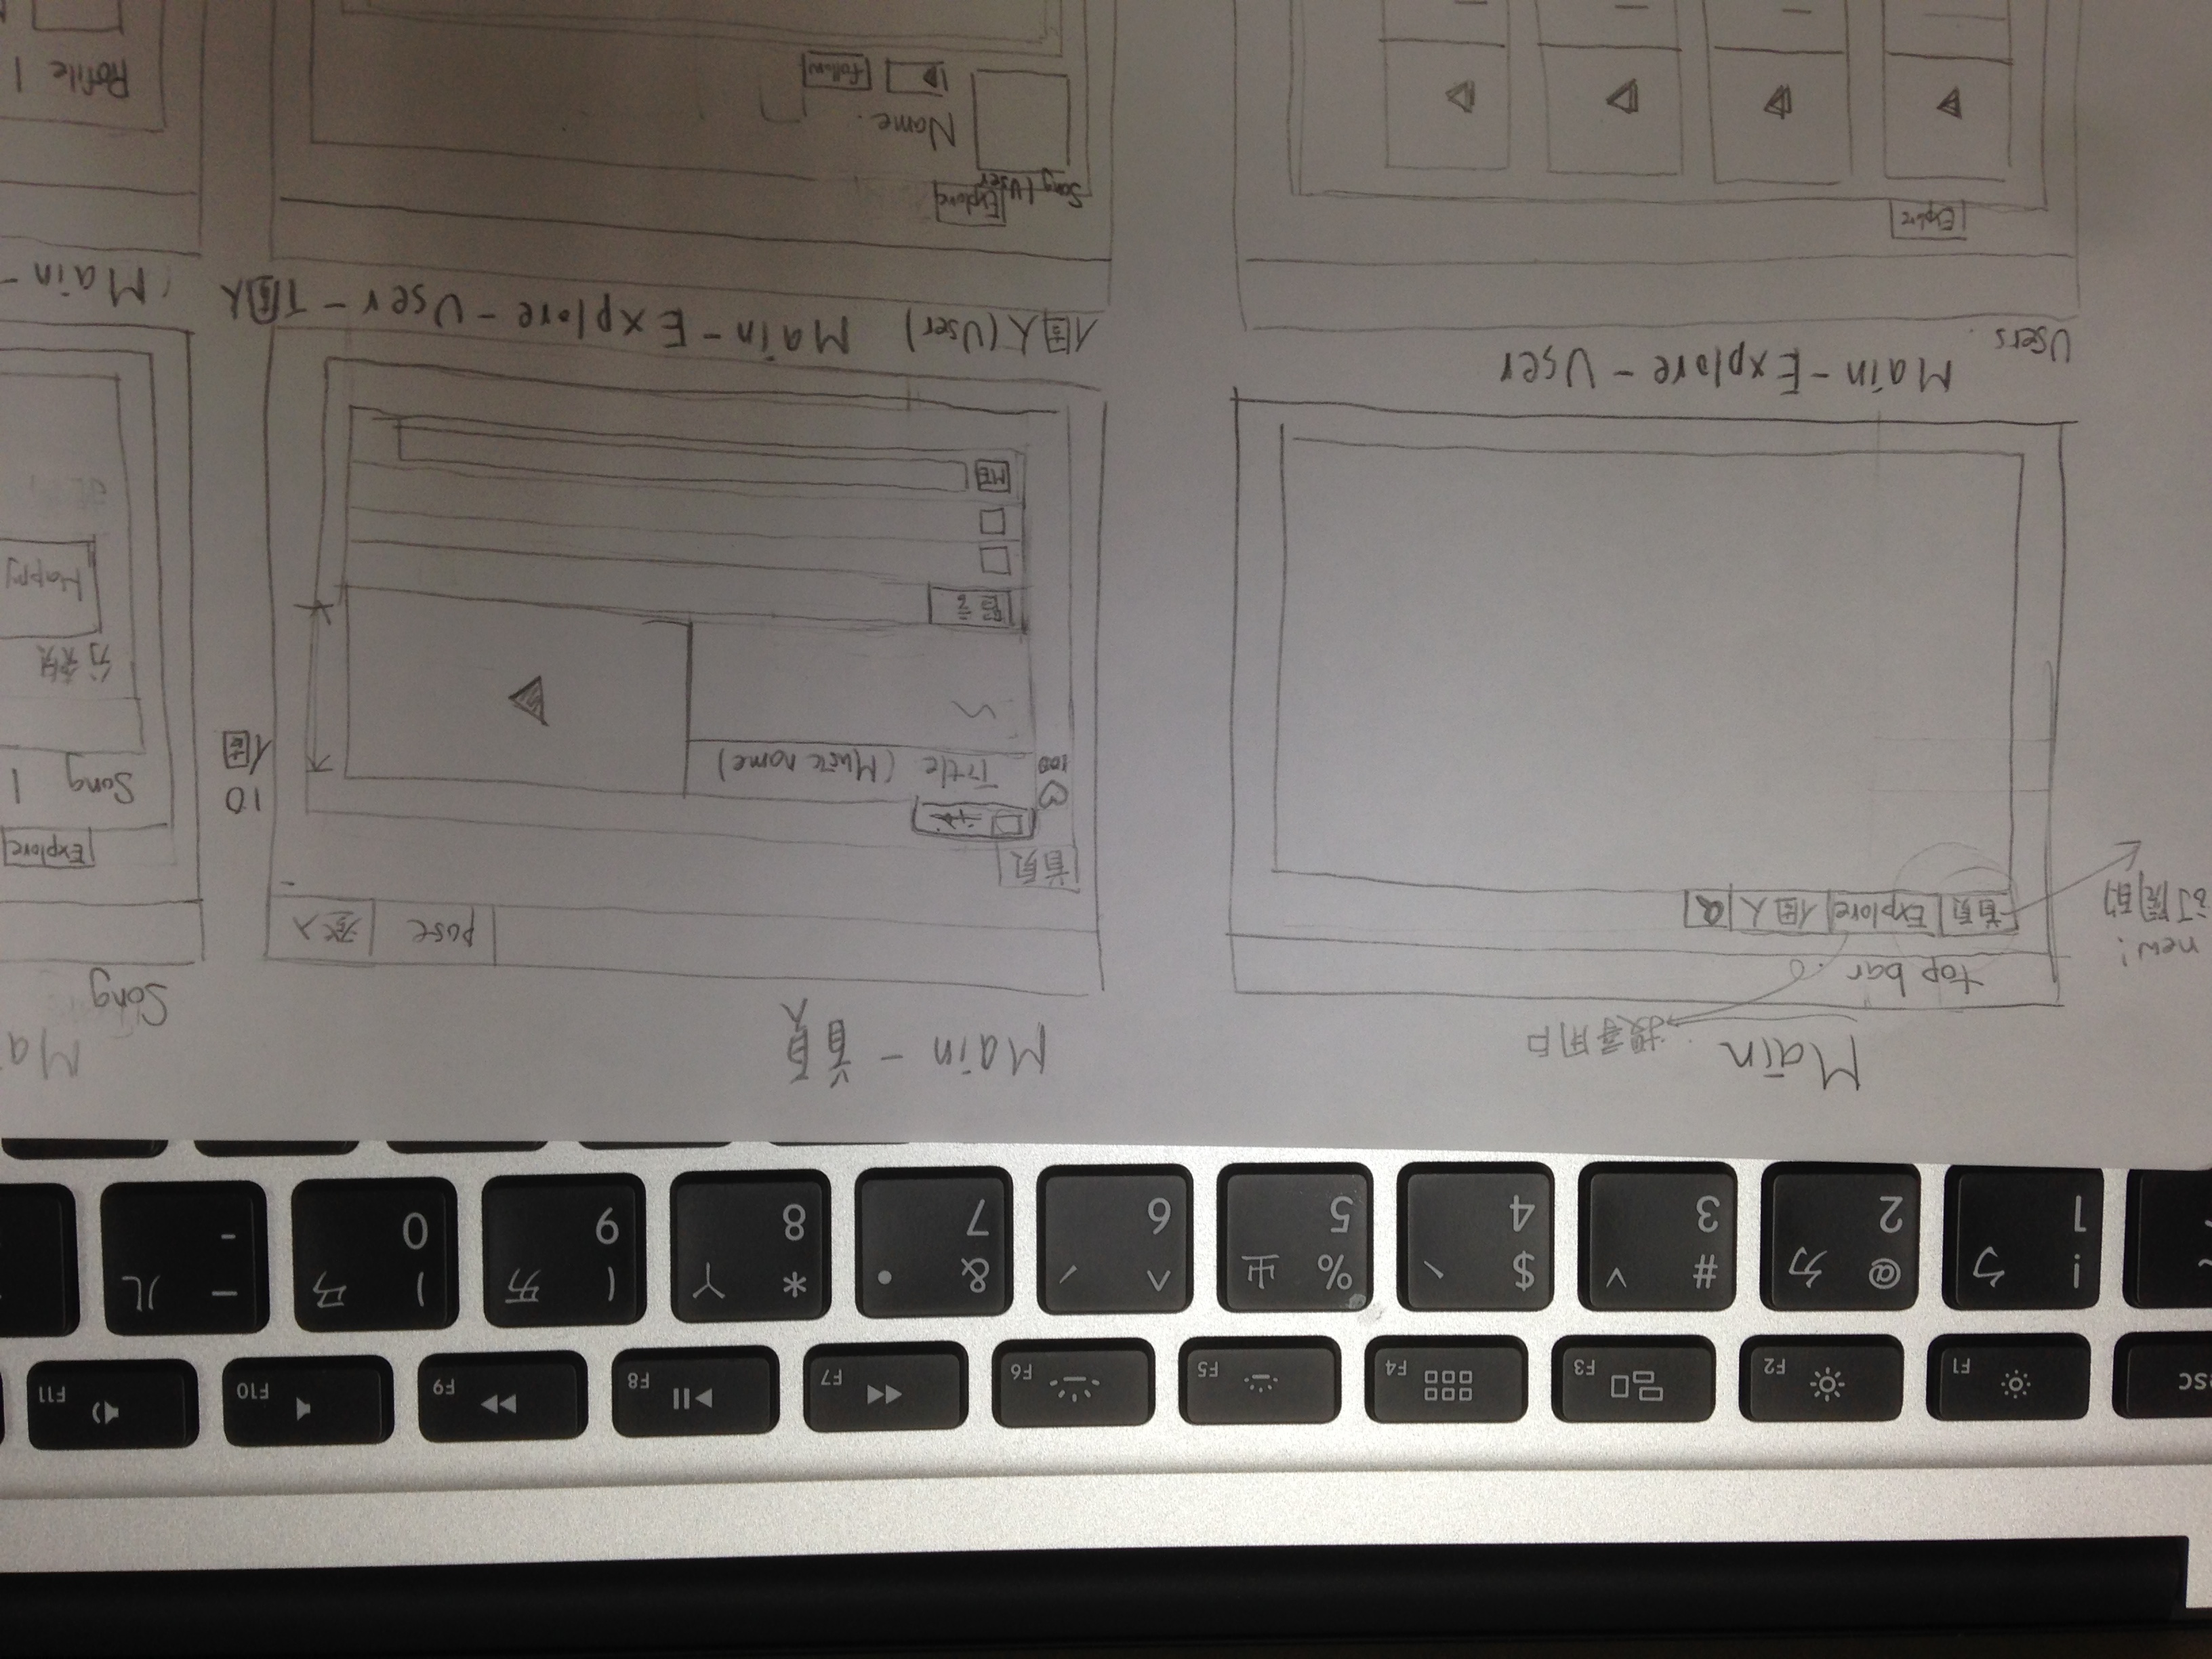 esc F1 F2 F3 F4 F5 F6 F7 F8 F9 F10 F11
~ ! ㄅ @ ㄉ # ˇ $ ˋ % ㄓ ^ ˊ & ˙ * ㄚ ( ㄞ ) ㄢ — ㄦ
1 2 3 4 5 6 7 8 9 0 -
Main
搜尋用戶
top bar
new!
訂閱的
首頁 Explore 個人
Main - 首頁
post 登入
首頁
100
Title (Music name)
10
個
留言
ME
Song
Explore
Song |
分類
Happy
Main - Explore - User
Users
Explore
個人 (User) Main - Explore - User - 個人
Explore
Song | User
Name.
follow
Main -
Profile |